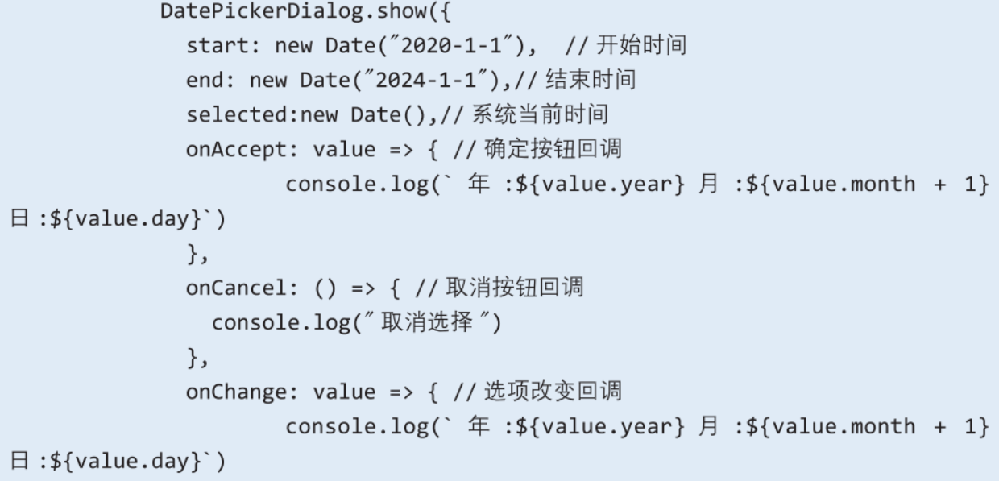 DatePickerDialog.show({
start: new Date("2020-1-1"), // 开始时间
end: new Date("2024-1-1"),// 结束时间
selected:new Date(),// 系统当前时间
onAccept: value => { // 确定按钮回调
console.log(` 年 :${value.year} 月 :${value.month + 1}
日 :${value.day}`)
},
onCancel: () => { // 取消按钮回调
console.log(" 取消选择 ")
},
onChange: value => { // 选项改变回调
console.log(` 年 :${value.year} 月 :${value.month + 1}
日 :${value.day}`)